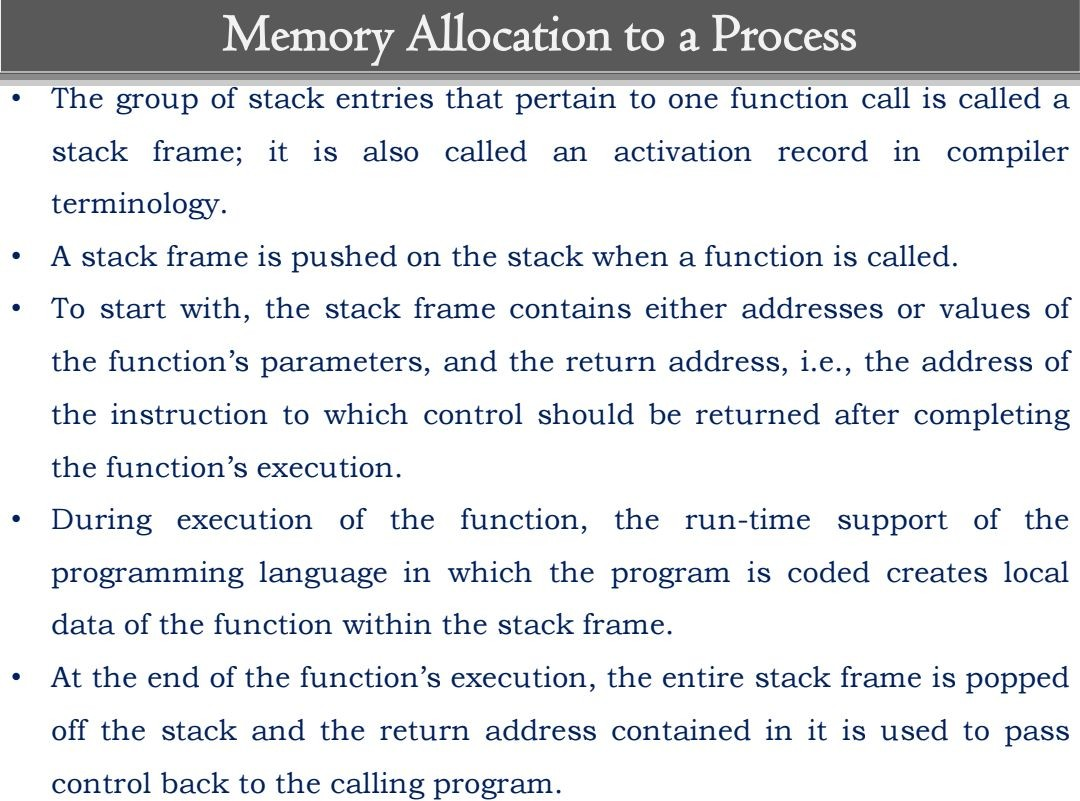 Memory Allocation to a Process
• The group of stack entries that pertain to one function call is called a
stack frame; it is also called an activation record in compiler
terminology.
• A stack frame is pushed on the stack when a function is called.
• To start with, the stack frame contains either addresses or values of
the function’s parameters, and the return address, i.e., the address of
the instruction to which control should be returned after completing
the function’s execution.
• During execution of the function, the run-time support of the
programming language in which the program is coded creates local
data of the function within the stack frame.
• At the end of the function’s execution, the entire stack frame is popped
off the stack and the return address contained in it is used to pass
control back to the calling program.